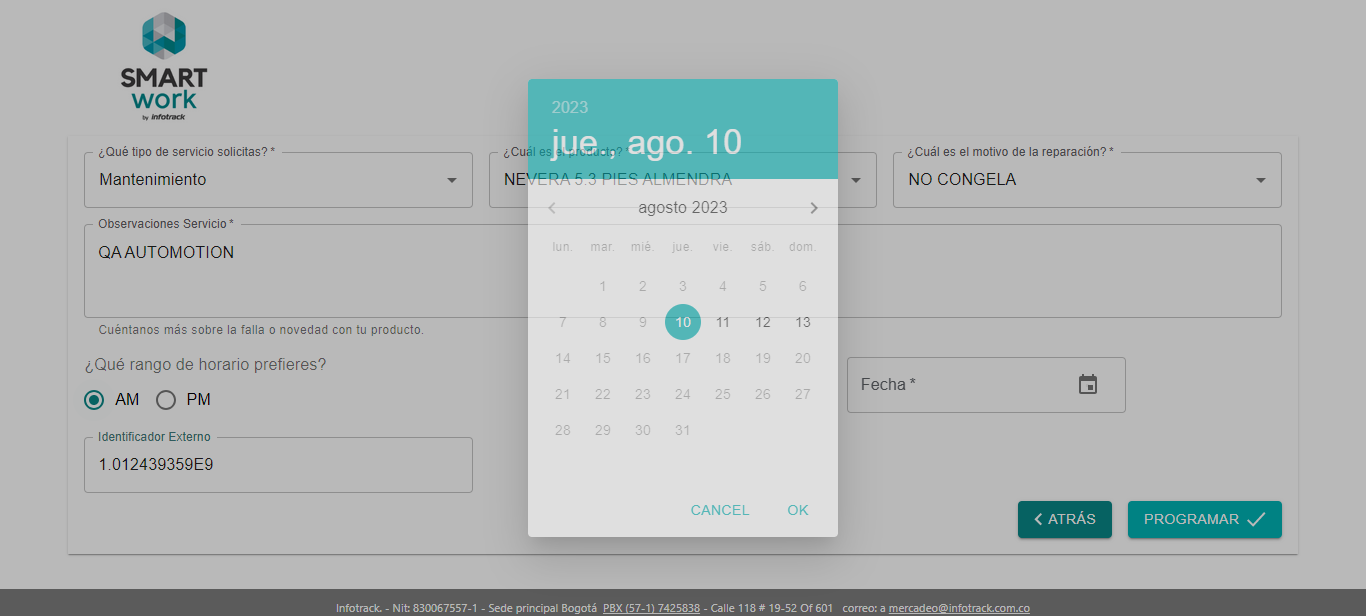 SMART
work
by infotrack
2023
jue., ago. 10
¿Qué tipo de servicio solicitas? *
Mantenimiento
¿Cuál es el producto? *
NEVERA 5.3 PIES ALMENDRA
¿Cuál es el motivo de la reparación? *
NO CONGELA
agosto 2023
lun. mar. mié. jue. vie. sáb. dom.
1 2 3 4 5 6
7 8 9 10 11 12 13
14 15 16 17 18 19 20
21 22 23 24 25 26 27
28 29 30 31
CANCEL OK
Observaciones Servicio *
QA AUTOMOTION
Cuéntanos más sobre la falla o novedad con tu producto.
¿Qué rango de horario prefieres?
AM PM
Fecha *
Identificador Externo
1.012439359E9
ATRÁS PROGRAMAR
Infotrack. - Nit: 830067557-1 - Sede principal Bogotá PBX (57-1) 7425838 - Calle 118 # 19-52 Of 601 correo: a mercadeo@infotrack.com.co